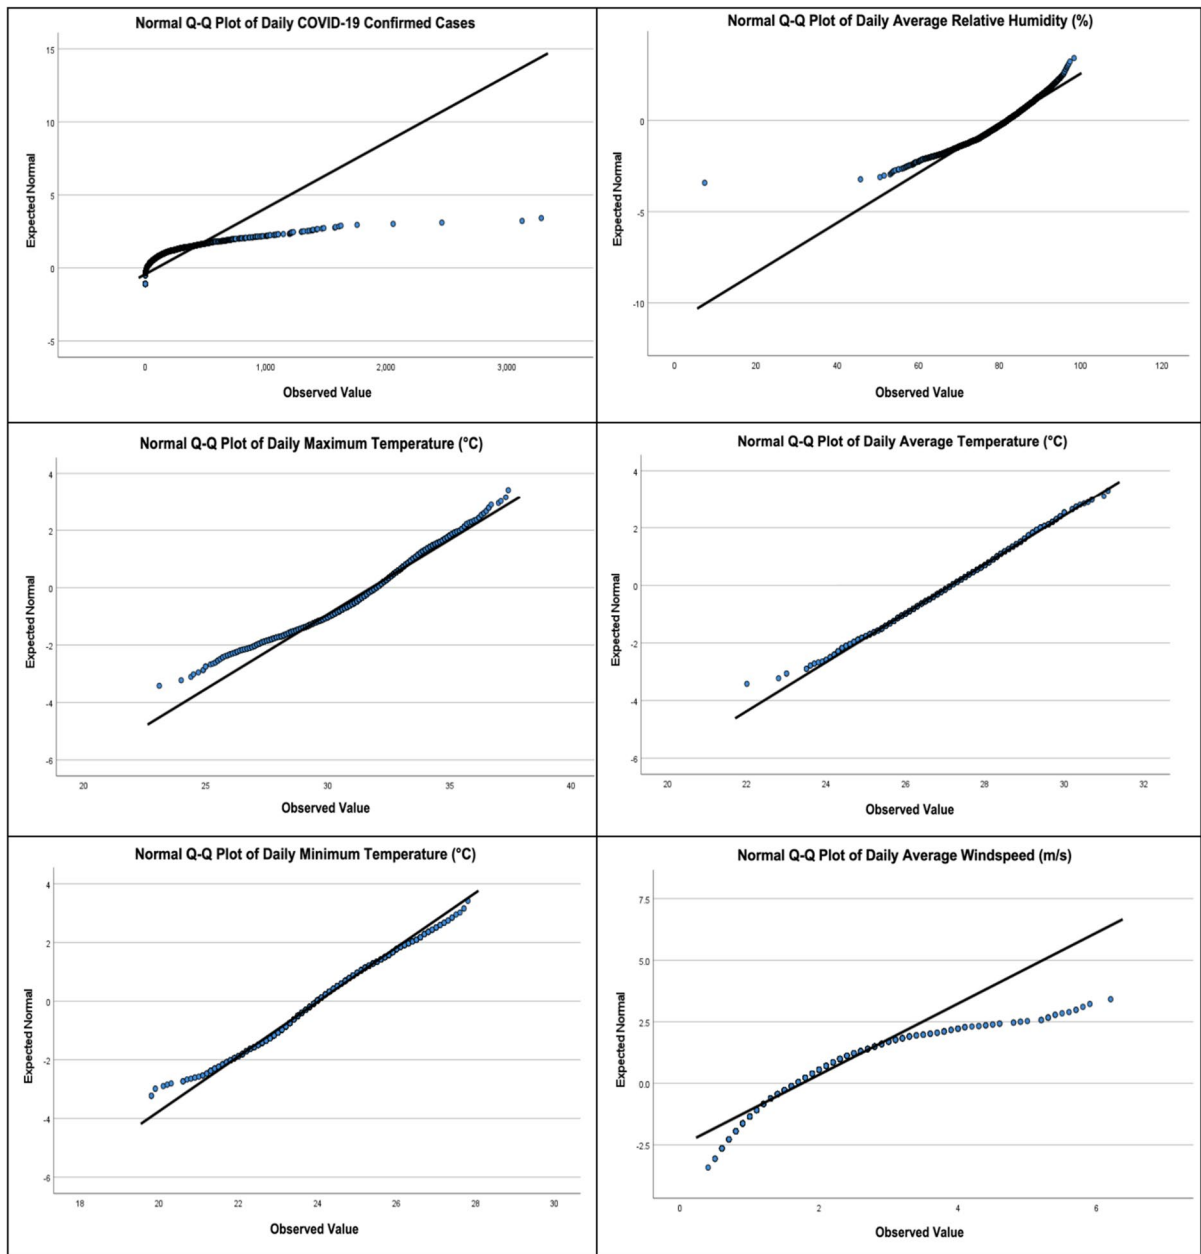 Normal Q-Q Plot of Daily COVID-19 Confirmed Cases
15
10
5
0
-5
Expected Normal
0 1,000 2,000 3,000
Observed Value
Normal Q-Q Plot of Daily Average Relative Humidity (%)
0
-5
-10
Expected Normal
0 20 40 60 80 100 120
Observed Value
Normal Q-Q Plot of Daily Maximum Temperature (°C)
4
2
0
-2
-4
-6
Expected Normal
20 25 30 35 40
Observed Value
Normal Q-Q Plot of Daily Average Temperature (°C)
4
2
0
-2
-4
-6
Expected Normal
20 22 24 26 28 30 32
Observed Value
Normal Q-Q Plot of Daily Minimum Temperature (°C)
4
2
0
-2
-4
-6
Expected Normal
18 20 22 24 26 28 30
Observed Value
Normal Q-Q Plot of Daily Average Windspeed (m/s)
7.5
5.0
2.5
0.0
-2.5
Expected Normal
0 2 4 6
Observed Value